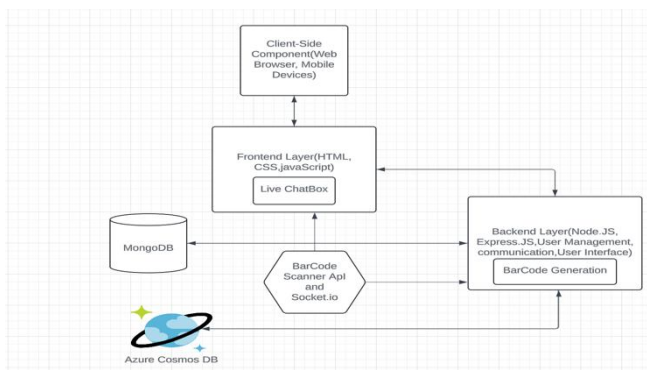 Client-Side
Component(Web
Browser, Mobile
Devices)
Frontend Layer(HTML,
CSS,javaScript)
Live ChatBox
MongoDB
BarCode
Scanner ApI
and
Socket.io
Backend Layer(Node.JS,
Express.JS,User Management,
communication,User Interface)
BarCode Generation
Azure Cosmos DB